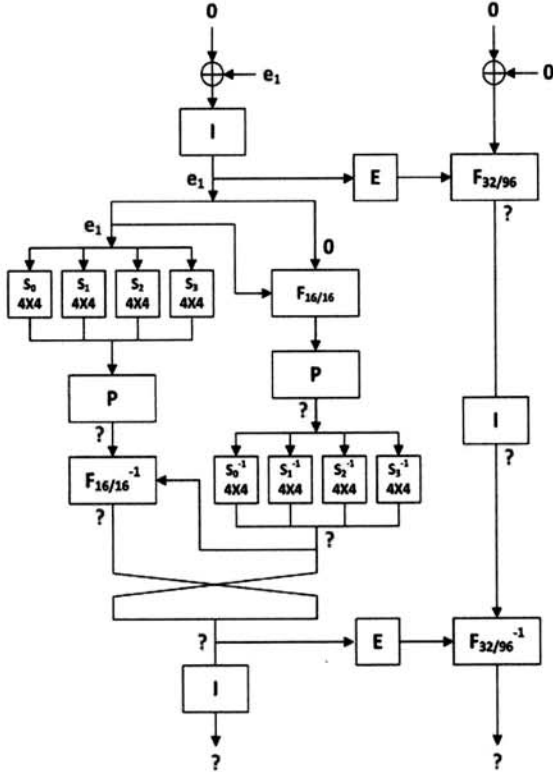 0 0
e₁ 0
I
e₁ E F₃₂/₉₆
?
e₁ 0
S₀ S₁ S₂ S₃
4X4 4X4 4X4 4X4
F₁₆/₁₆
P P
? ?
I
F₁₆/₁₆⁻¹
S₀⁻¹ S₁⁻¹ S₂⁻¹ S₃⁻¹
4X4 4X4 4X4 4X4
?
? ?
? E F₃₂/₉₆⁻¹
I
? ?